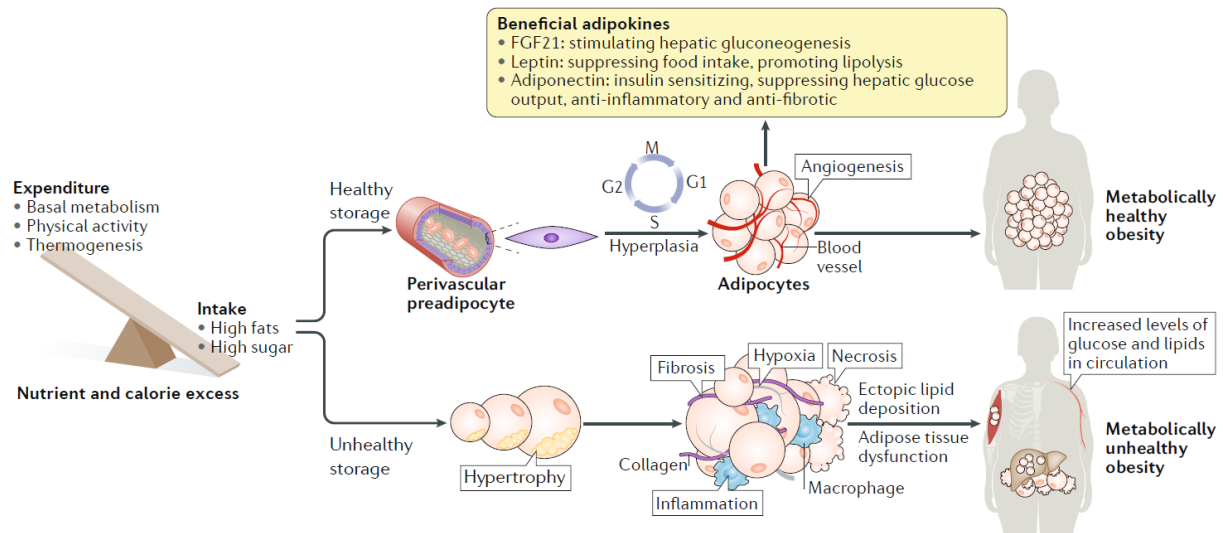 Beneficial adipokines
• FGF21: stimulating hepatic gluconeogenesis
• Leptin: suppressing food intake, promoting lipolysis
• Adiponectin: insulin sensitizing, suppressing hepatic glucose
output, anti-inflammatory and anti-fibrotic
Expenditure
• Basal metabolism
• Physical activity
• Thermogenesis
Intake
• High fats
• High sugar
Nutrient and calorie excess
Healthy
storage
Perivascular
preadipocyte
M
G2
G1
S
Hyperplasia
Angiogenesis
Blood
vessel
Adipocytes
Metabolically
healthy
obesity
Unhealthy
storage
Hypertrophy
Fibrosis
Hypoxia
Necrosis
Collagen
Inflammation
Macrophage
Ectopic lipid
deposition
Adipose tissue
dysfunction
Increased levels of
glucose and lipids
in circulation
Metabolically
unhealthy
obesity